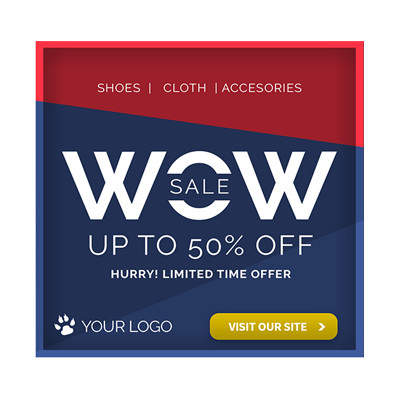 SHOES | CLOTH | ACCESORIES
WOW
SALE
UP TO 50% OFF
HURRY! LIMITED TIME OFFER
YOUR LOGO
VISIT OUR SITE >